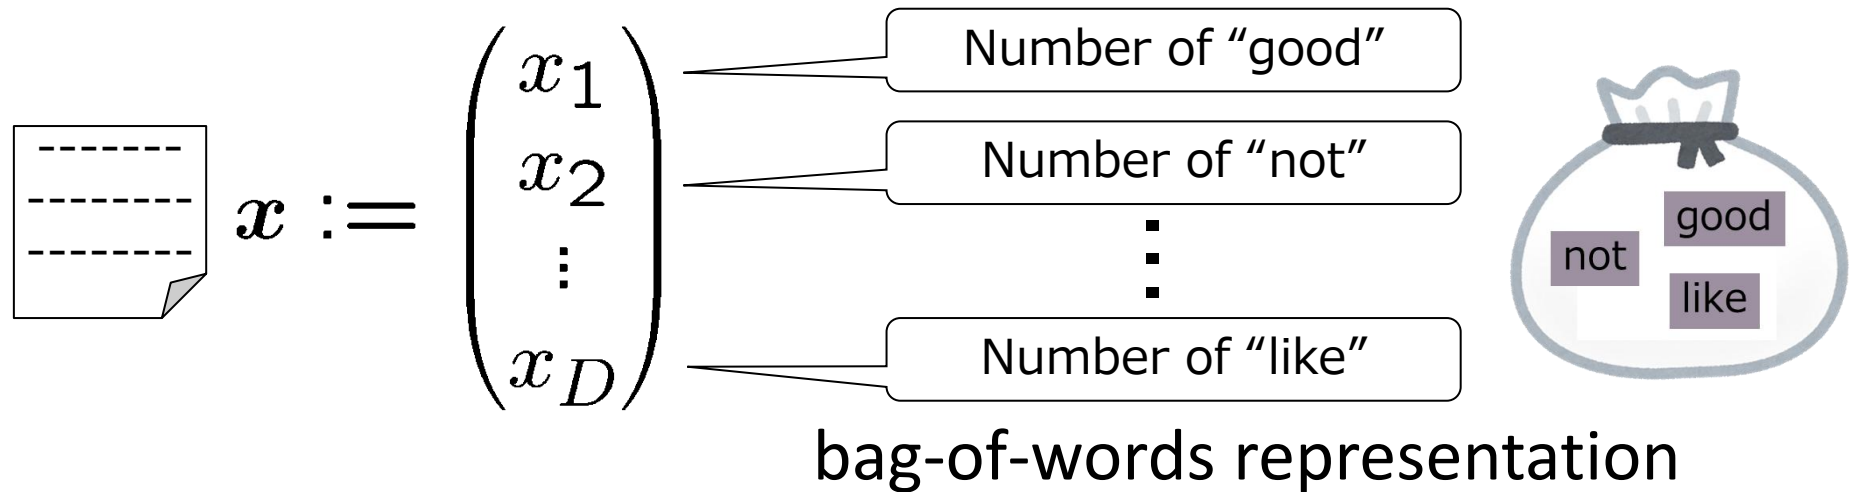 x := ( x1 x2 ⋮ xD )
Number of “good”
Number of “not”
⋮
Number of “like”
good
not
like
bag-of-words representation